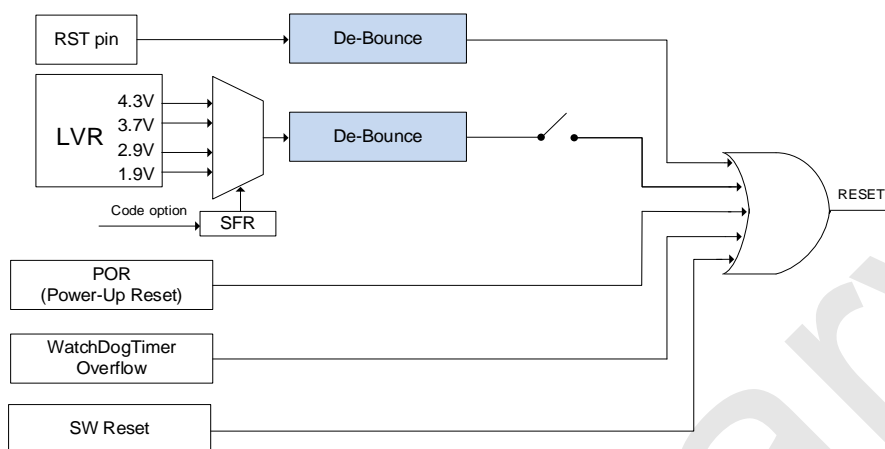 RST pin
De-Bounce
LVR
4.3V
3.7V
2.9V
1.9V
De-Bounce
Code option
SFR
RESET
POR
(Power-Up Reset)
WatchDogTimer
Overflow
SW Reset